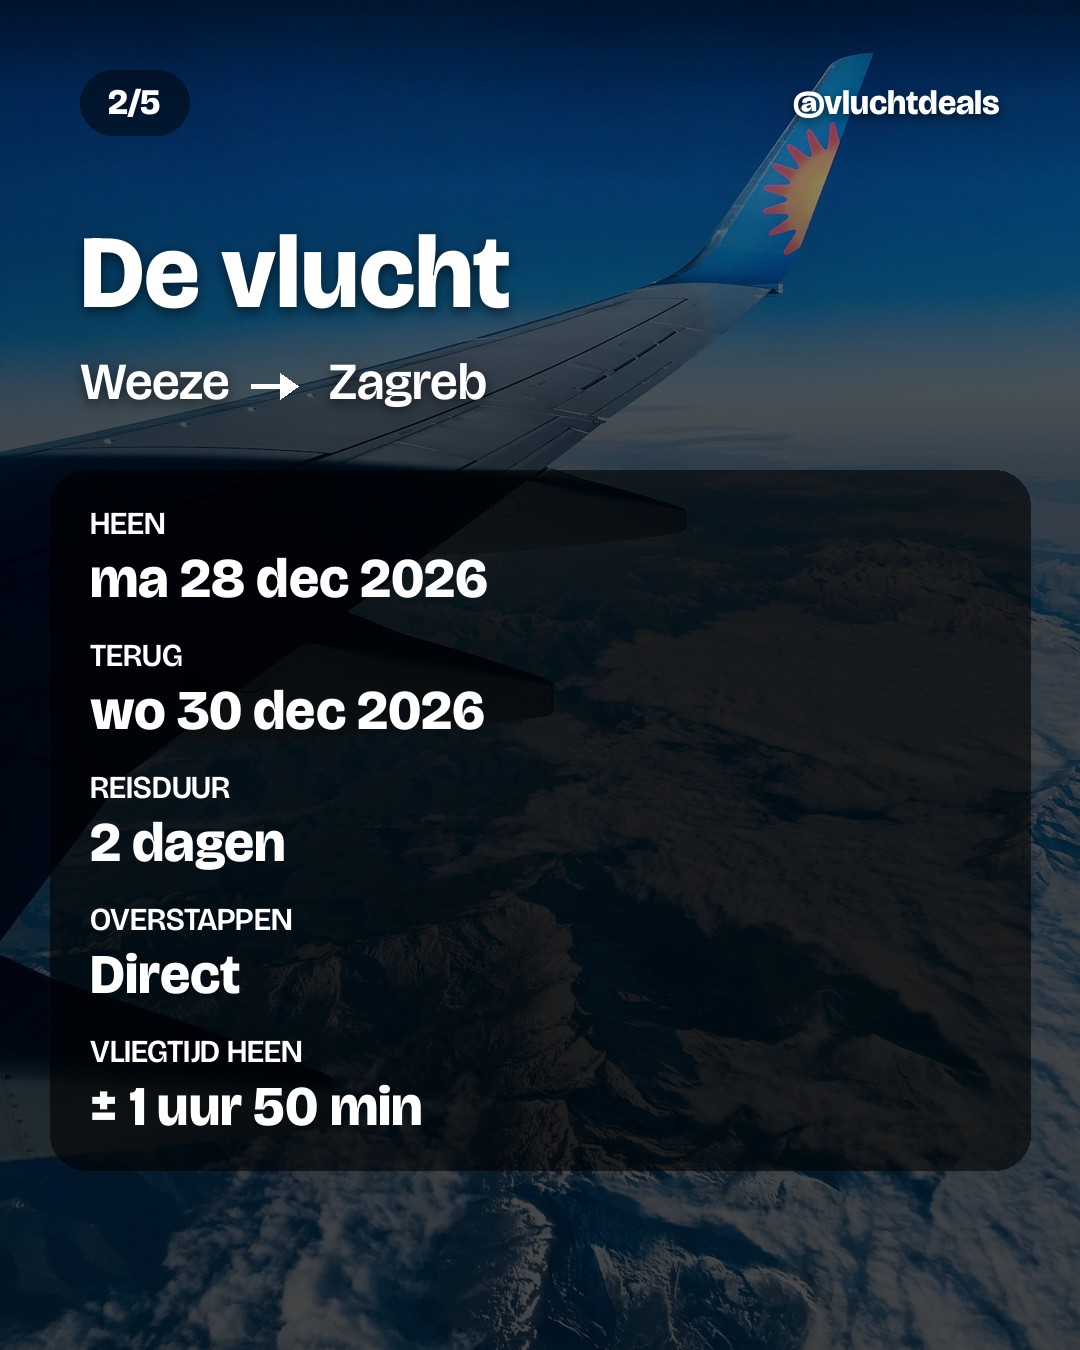 2/5
@vluchtdeals
De vlucht
Weeze → Zagreb
HEEN
ma 28 dec 2026
TERUG
wo 30 dec 2026
REISDUUR
2 dagen
OVERSTAPPEN
Direct
VLIEGTIJD HEEN
± 1 uur 50 min